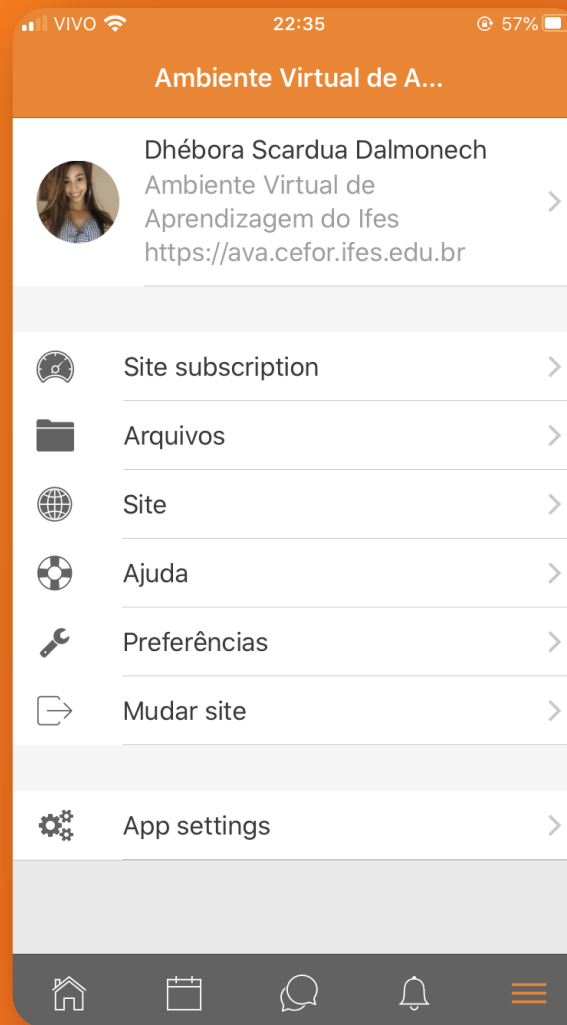 VIVO 22:35 57%
Ambiente Virtual de A...
Dhébora Scardua Dalmonech
Ambiente Virtual de
Aprendizagem do Ifes
https://ava.cefor.ifes.edu.br
Site subscription
Arquivos
Site
Ajuda
Preferências
Mudar site
App settings